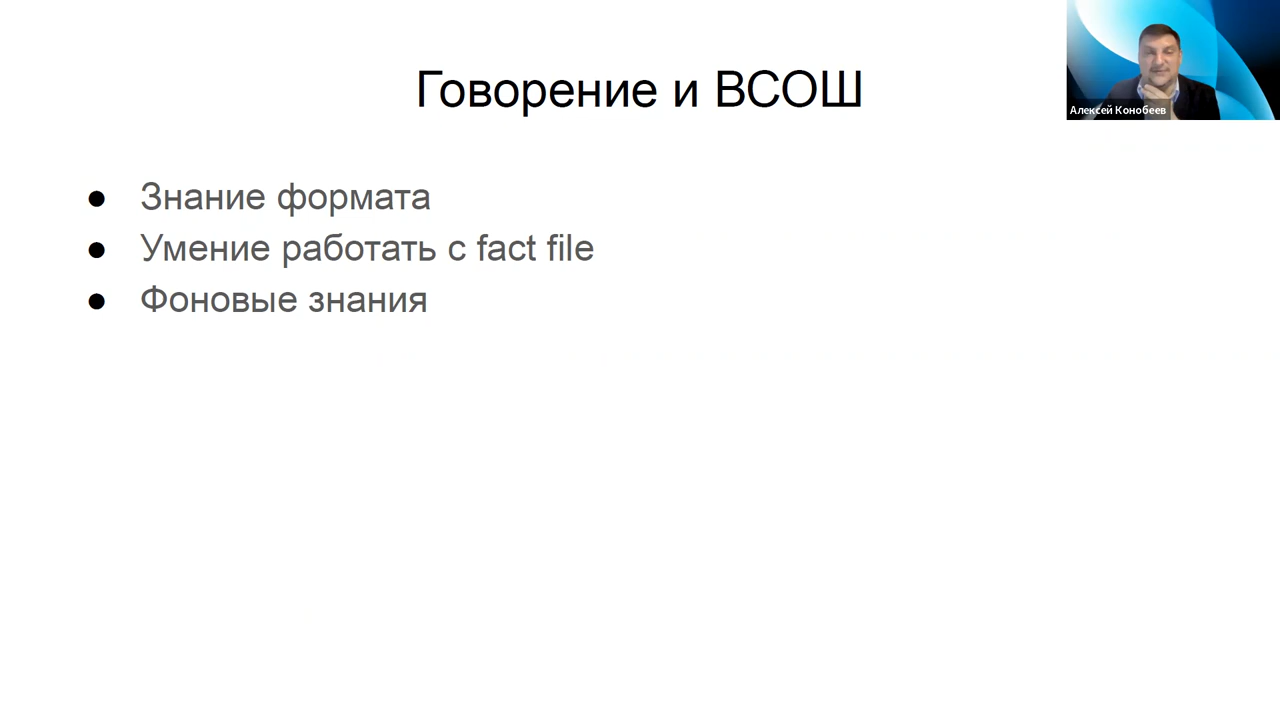 Говорение и ВСОШ
Алексей Конобеев
● Знание формата
● Умение работать с fact file
● Фоновые знания